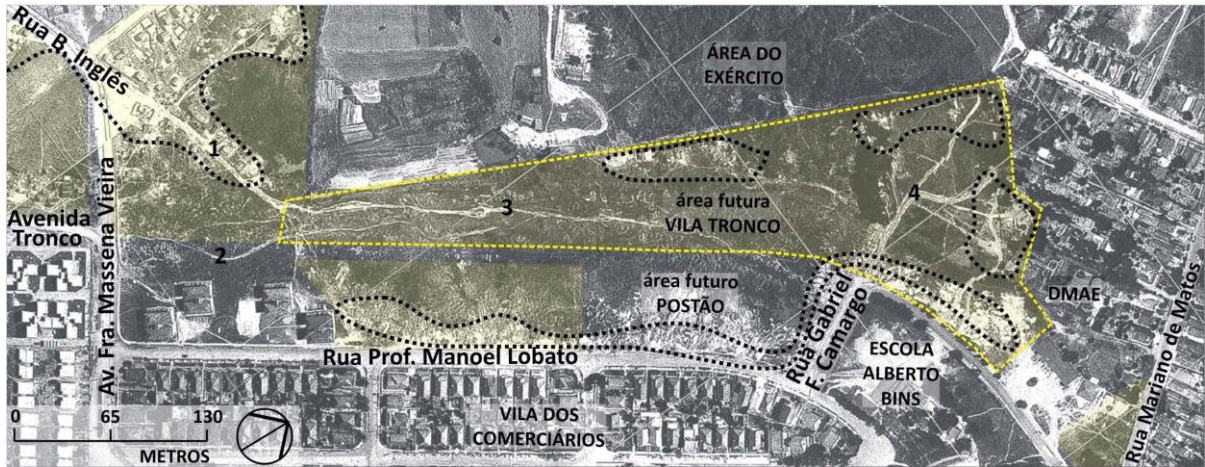 Rua B. Inglês
ÁREA DO
EXÉRCITO
1
Avenida
Tronco
Av. Fra. Massena Vieira
2
3
área futura
VILA TRONCO
4
área futuro
POSTÃO
Rua Gabriel
F. Camargo
DMAE
Rua Mariano de Matos
Rua Prof. Manoel Lobato
ESCOLA
ALBERTO
BINS
VILA DOS
COMERCIÁRIOS
0 65 130
METROS